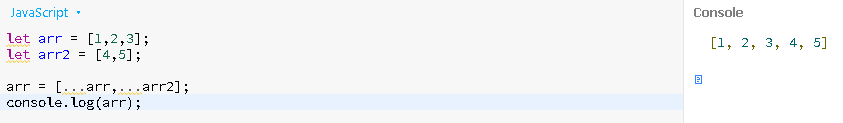 JavaScript
let arr = [1,2,3];
let arr2 = [4,5];
arr = [...arr,...arr2];
console.log(arr);
Console
[1, 2, 3, 4, 5]